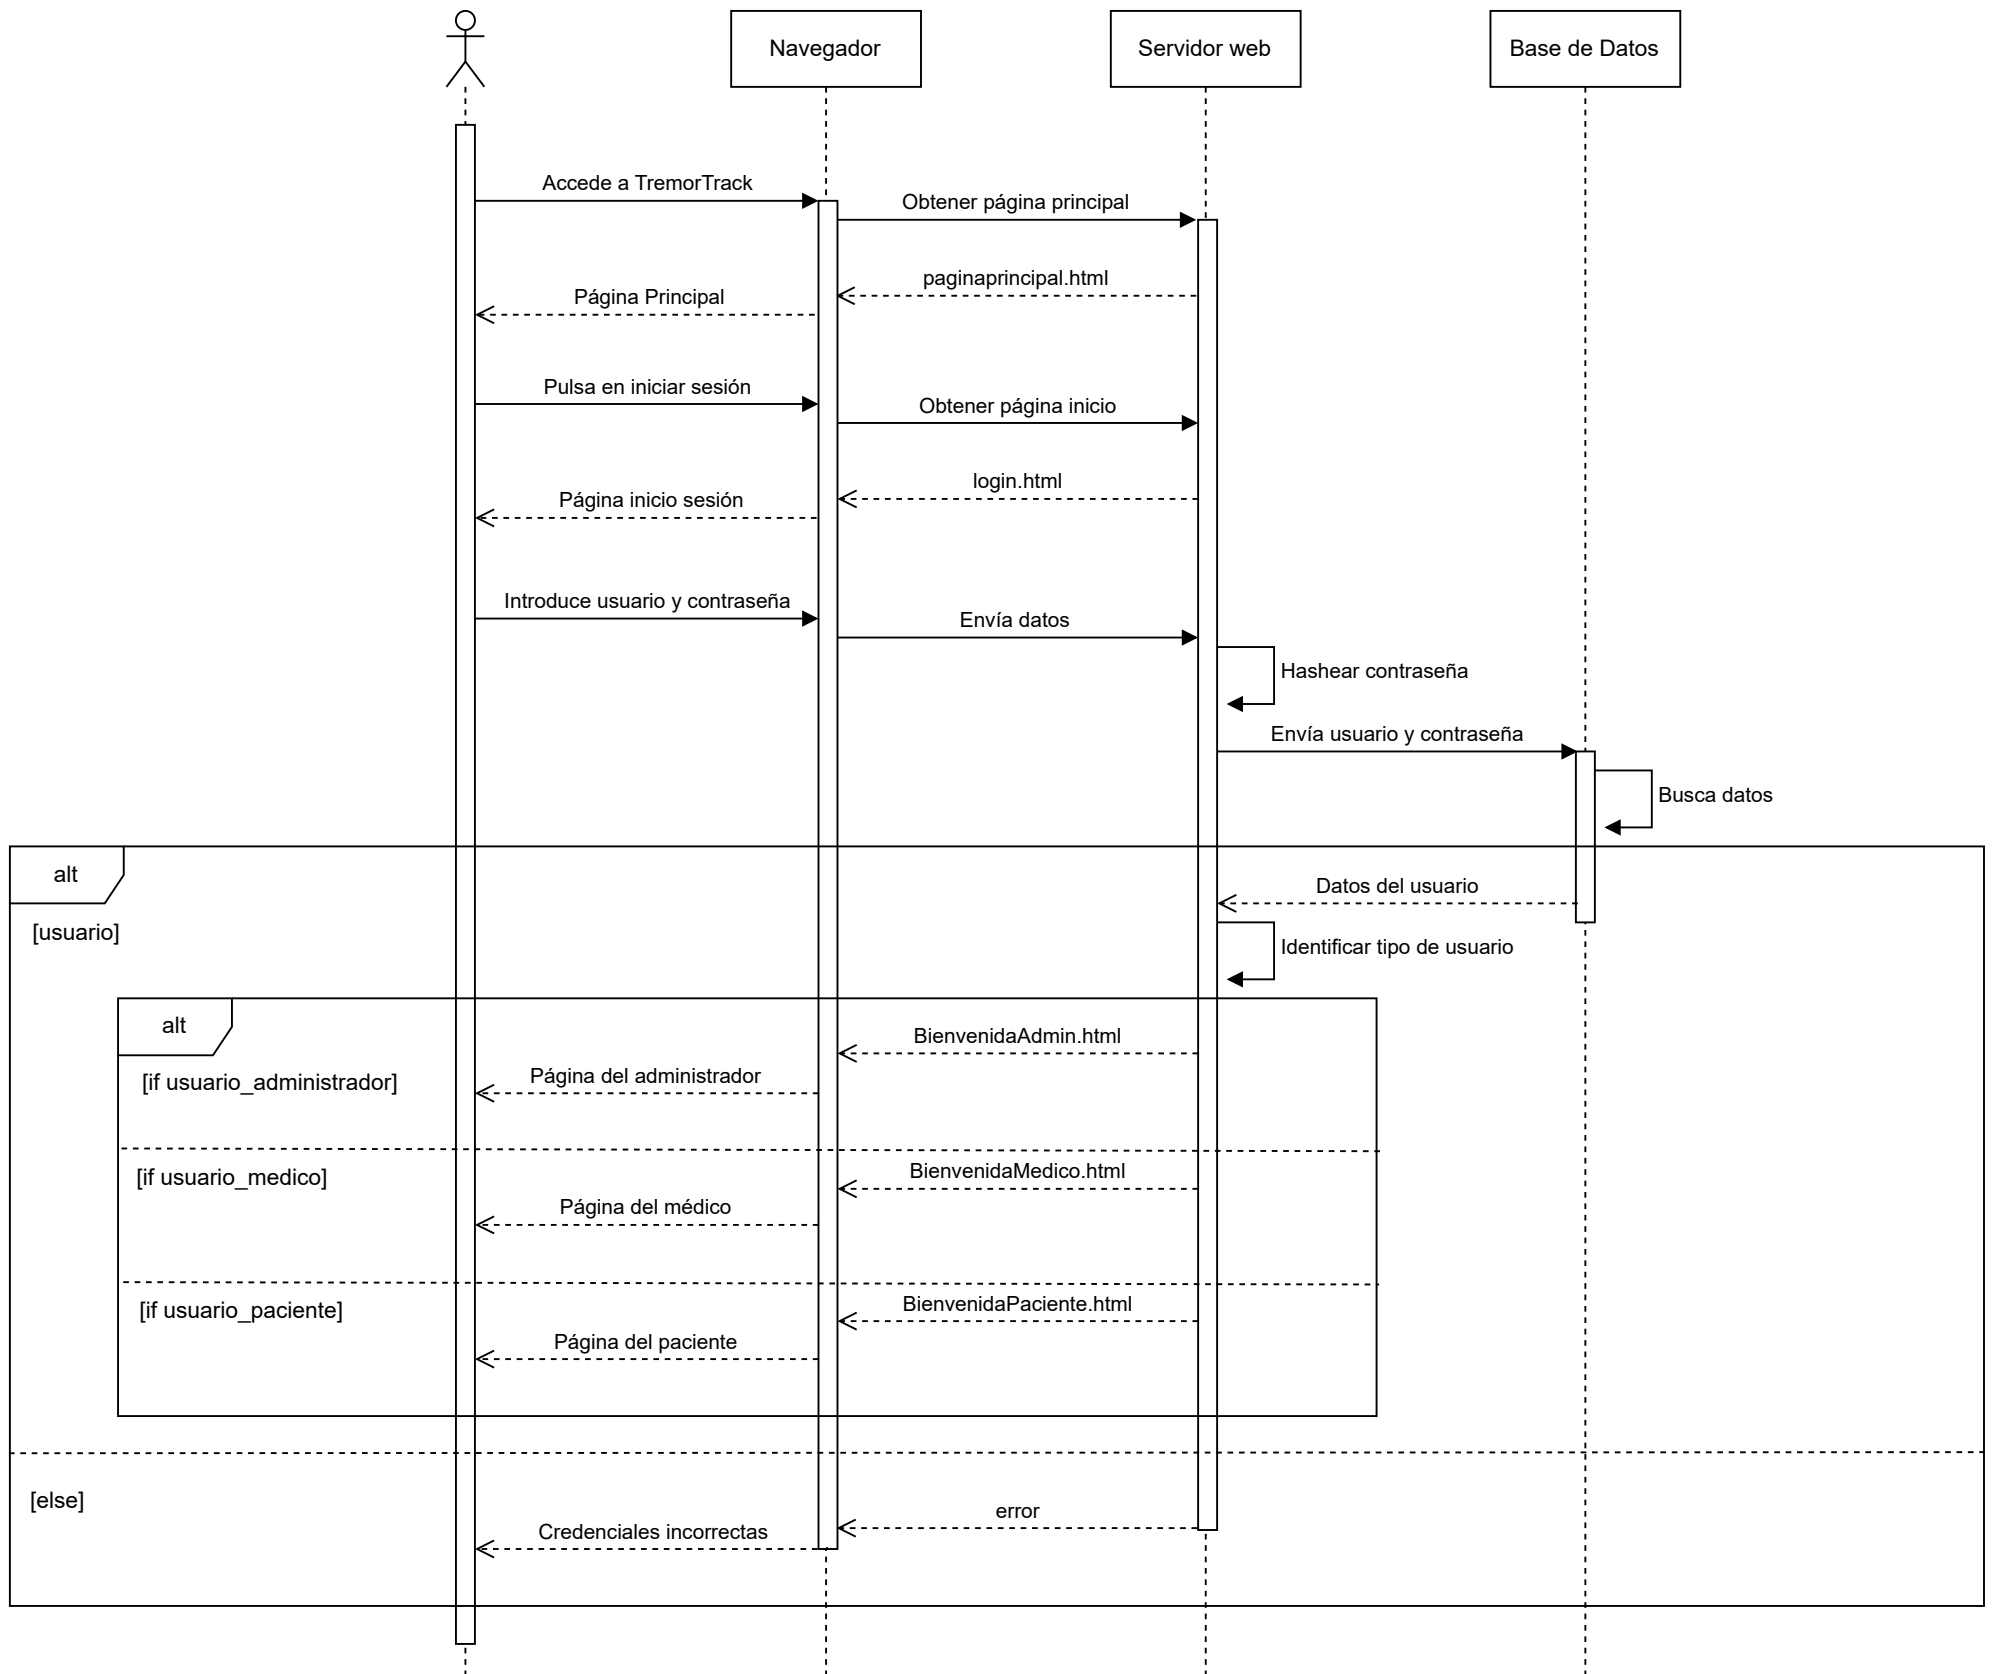 Navegador
Servidor web
Base de Datos
Accede a TremorTrack
Obtener página principal
paginaprincipal.html
Página Principal
Pulsa en iniciar sesión
Obtener página inicio
login.html
Página inicio sesión
Introduce usuario y contraseña
Envía datos
Hashear contraseña
Envía usuario y contraseña
Busca datos
alt
Datos del usuario
[usuario]
Identificar tipo de usuario
alt
BienvenidaAdmin.html
[if usuario_administrador]
Página del administrador
BienvenidaMedico.html
[if usuario_medico]
Página del médico
BienvenidaPaciente.html
[if usuario_paciente]
Página del paciente
[else]
error
Credenciales incorrectas